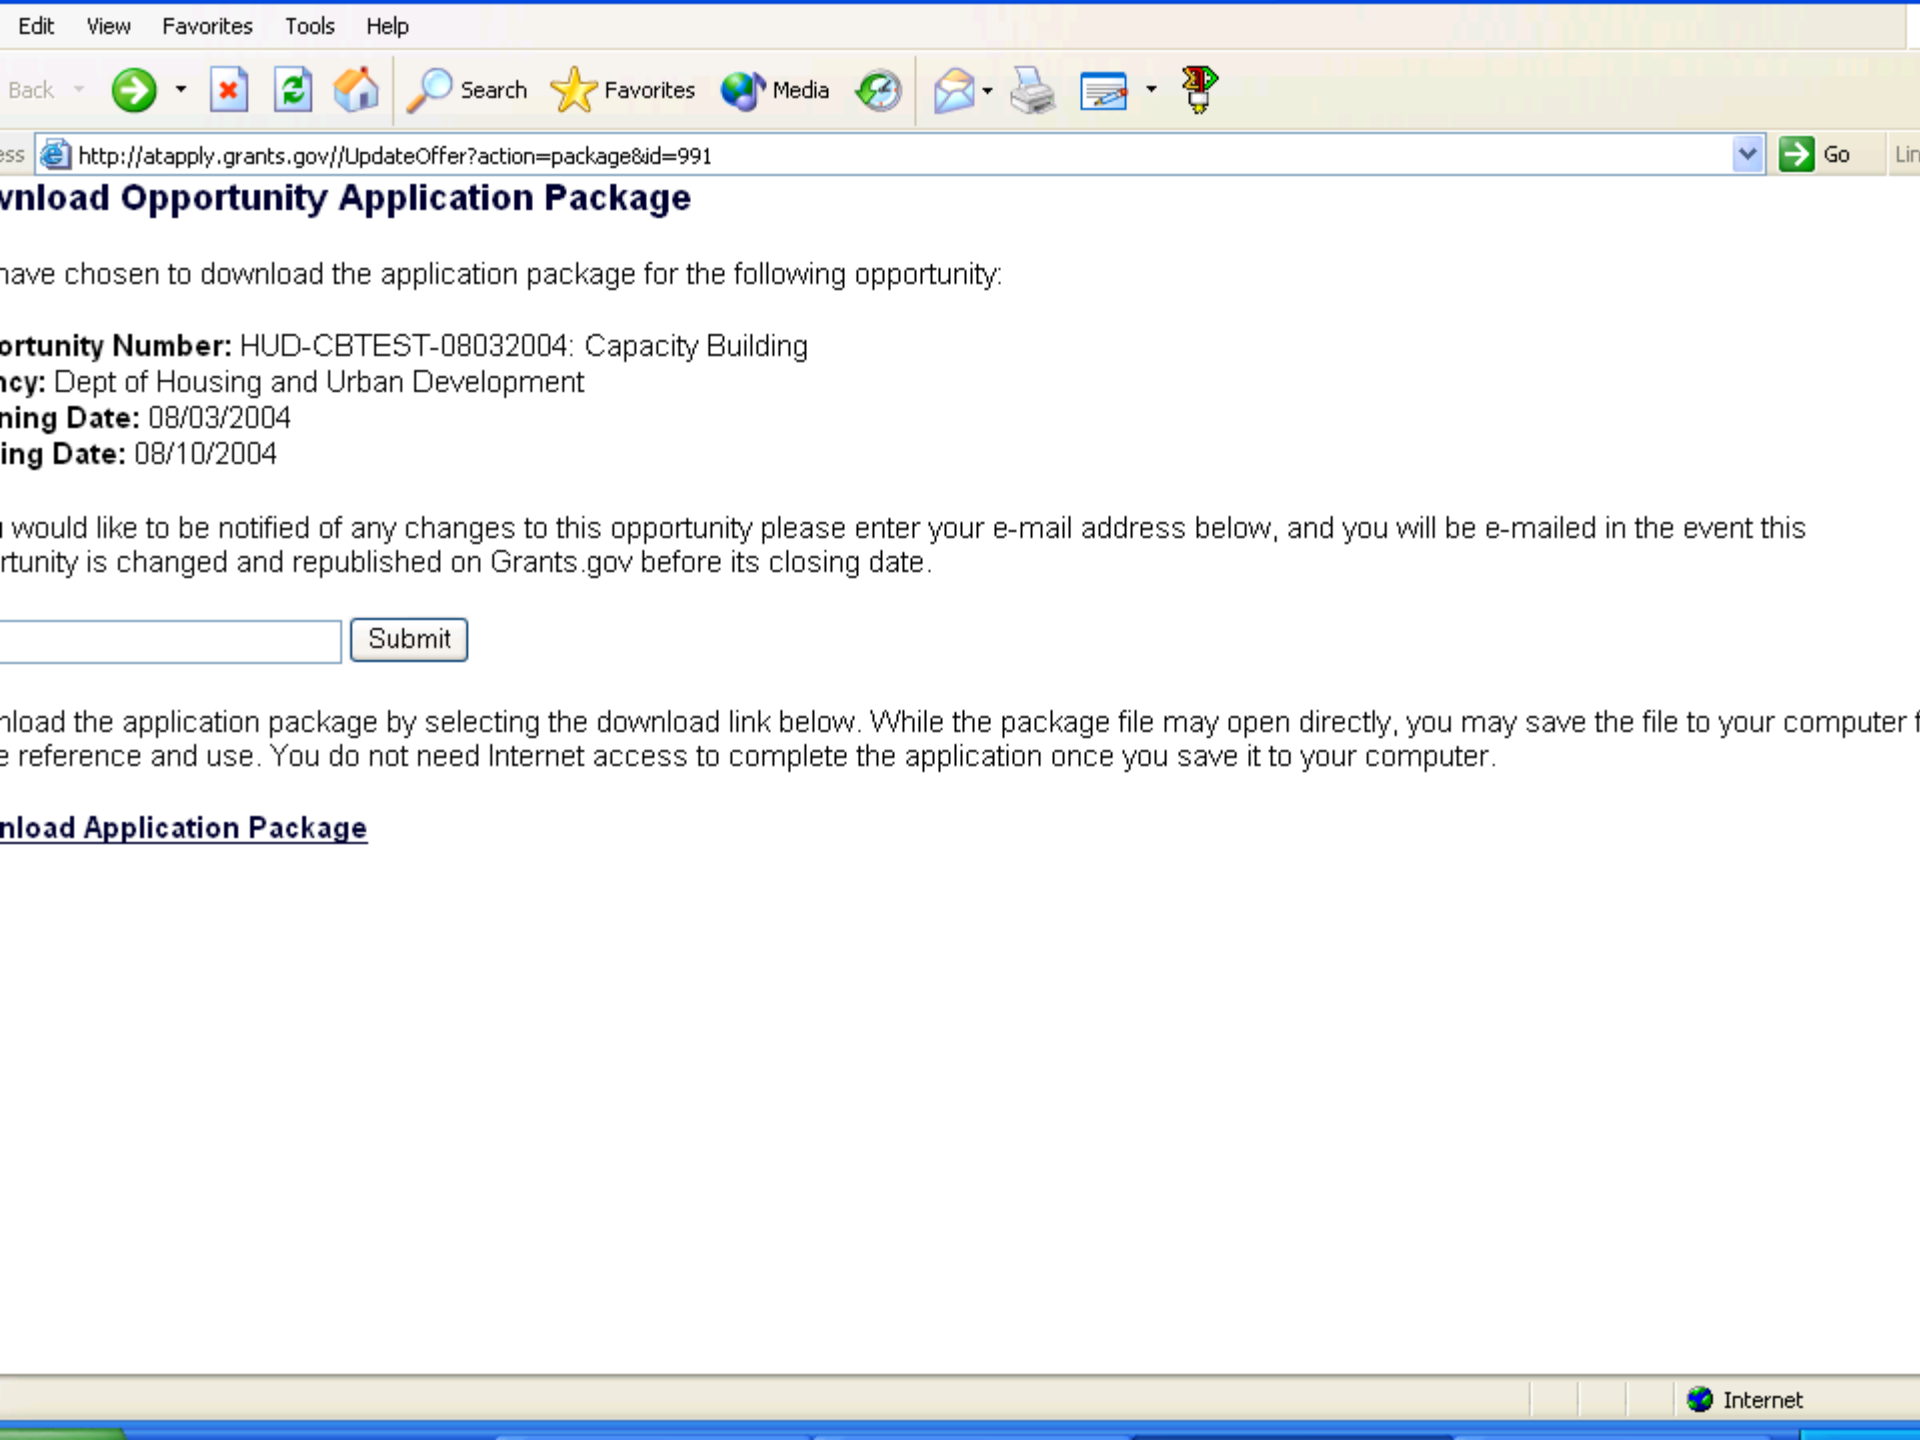 Edit View Favorites Tools Help
Back Search Favorites Media
ess http://atapply.grants.gov//UpdateOffer?action=package&id=991 Go Lin
wnload Opportunity Application Package
have chosen to download the application package for the following opportunity:
ortunity Number: HUD-CBTEST-08032004: Capacity Building
ncy: Dept of Housing and Urban Development
ning Date: 08/03/2004
ing Date: 08/10/2004
u would like to be notified of any changes to this opportunity please enter your e-mail address below, and you will be e-mailed in the event this
rtunity is changed and republished on Grants.gov before its closing date.
Submit
nload the application package by selecting the download link below. While the package file may open directly, you may save the file to your computer f
e reference and use. You do not need Internet access to complete the application once you save it to your computer.
nload Application Package
Internet